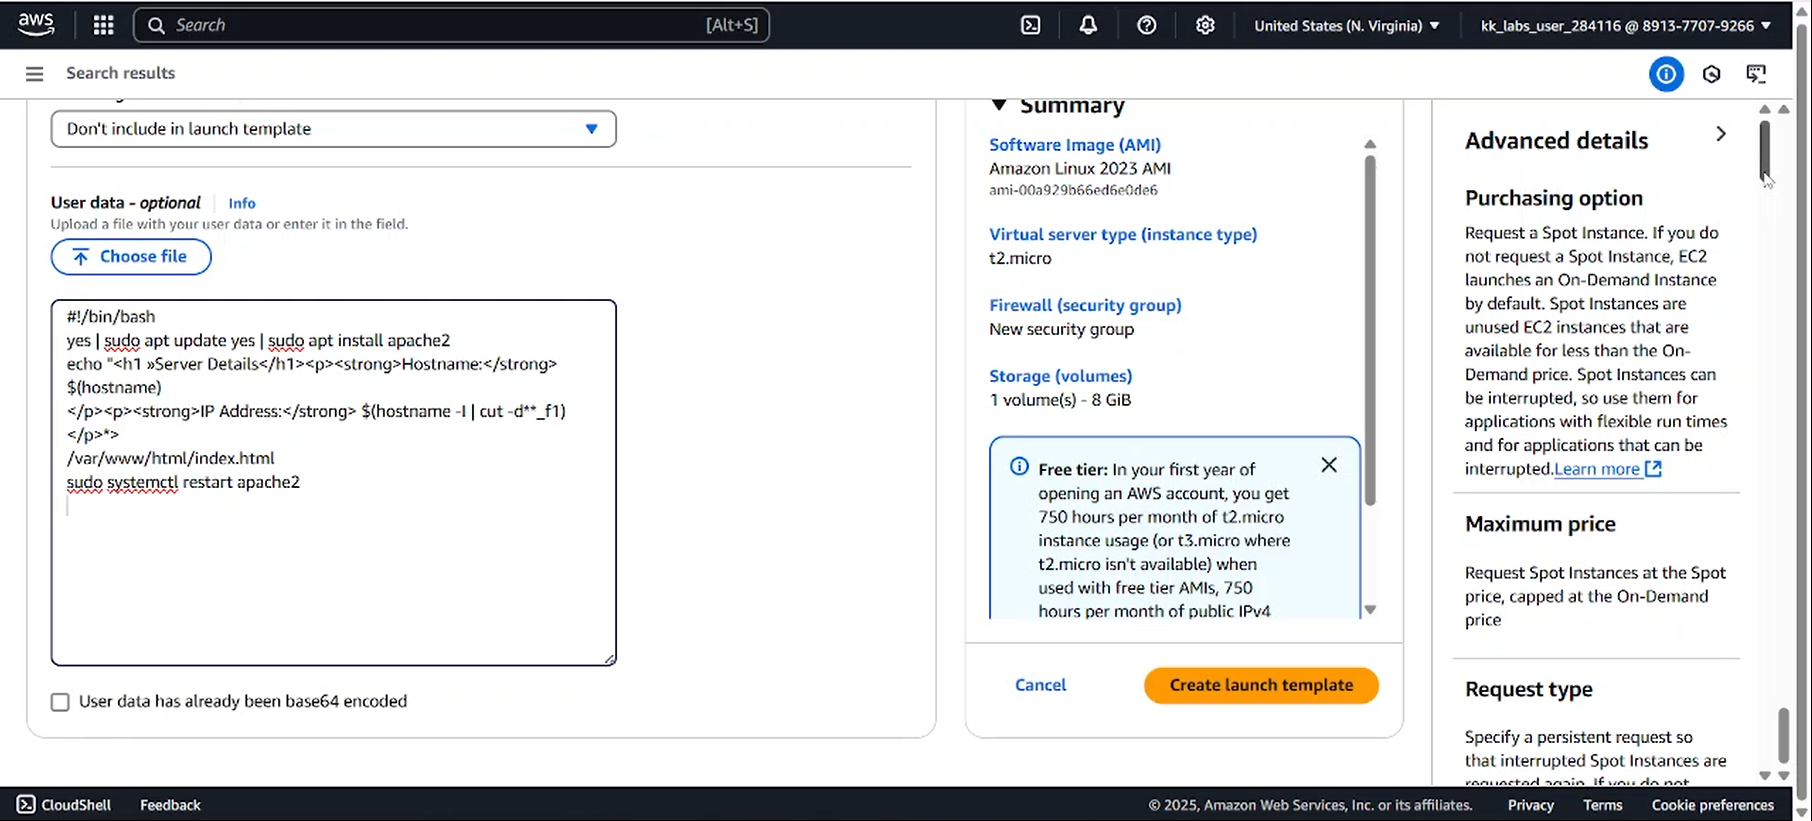 aws
Search [Alt+S]
United States (N. Virginia)
kk_labs_user_284116 @ 8913-7707-9266
Search results
Don't include in launch template
User data - optional Info
Upload a file with your user data or enter it in the field.
Choose file
#!/bin/bash
yes | sudo apt update yes | sudo apt install apache2
echo "<h1 »Server Details</h1><p><strong>Hostname:</strong>
$(hostname)
</p><p><strong>IP Address:</strong> $(hostname -I | cut -d**_f1)
</p>*>
/var/www/html/index.html
sudo systemctl restart apache2
User data has already been base64 encoded
Summary
Software Image (AMI)
Amazon Linux 2023 AMI
ami-00a929b66ed6e0de6
Virtual server type (instance type)
t2.micro
Firewall (security group)
New security group
Storage (volumes)
1 volume(s) - 8 GiB
Free tier: In your first year of
opening an AWS account, you get
750 hours per month of t2.micro
instance usage (or t3.micro where
t2.micro isn't available) when
used with free tier AMIs, 750
hours per month of public IPv4
Cancel
Create launch template
Advanced details
Purchasing option
Request a Spot Instance. If you do
not request a Spot Instance, EC2
launches an On-Demand Instance
by default. Spot Instances are
unused EC2 instances that are
available for less than the On-
Demand price. Spot Instances can
be interrupted, so use them for
applications with flexible run times
and for applications that can be
interrupted.Learn more
Maximum price
Request Spot Instances at the Spot
price, capped at the On-Demand
price
Request type
Specify a persistent request so
that interrupted Spot Instances are
requested again. If you do not
CloudShell
Feedback
© 2025, Amazon Web Services, Inc. or its affiliates.
Privacy
Terms
Cookie preferences